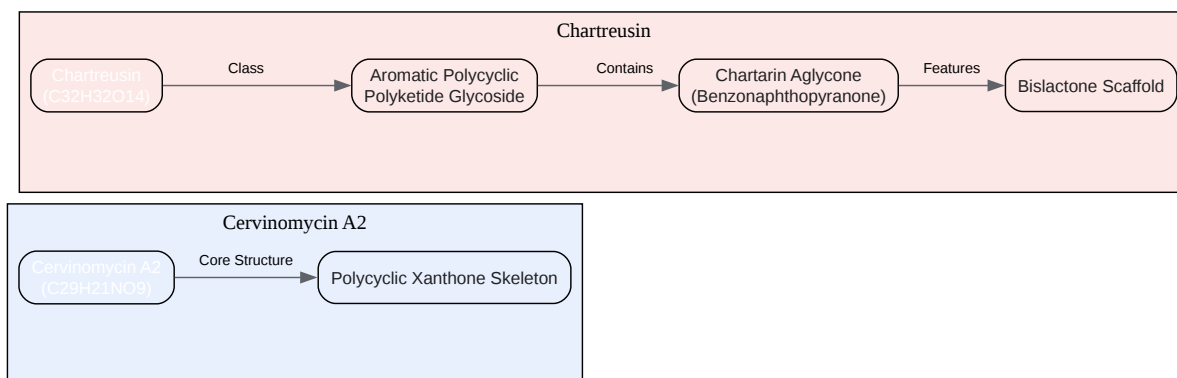 Chartreusin
Chartreusin
(C32H32O14)
Class
Aromatic Polycyclic
Polyketide Glycoside
Contains
Chartarin Aglycone
(Benzonaphthopyranone)
Features
Bislactone Scaffold
Cervinomycin A2
Cervinomycin A2
(C29H21NO9)
Core Structure
Polycyclic Xanthone Skeleton